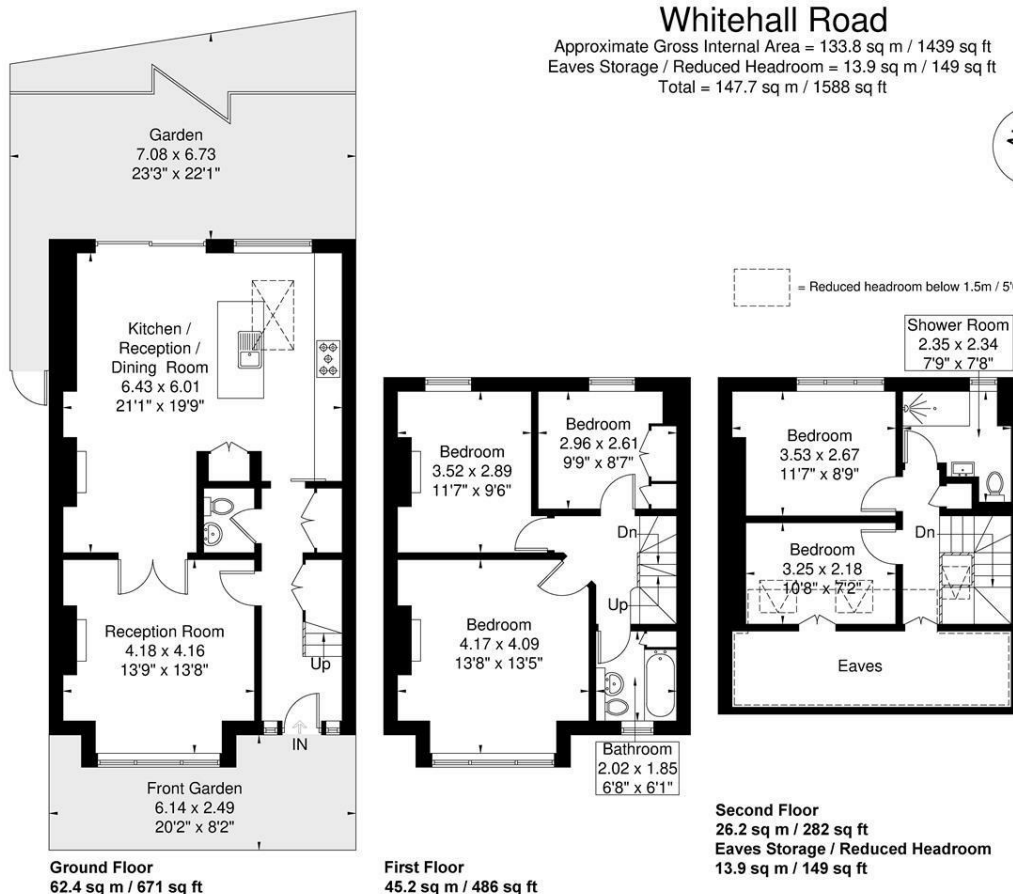 Whitehall Road
Approximate Gross Internal Area = 133.8 sq m / 1439 sq ft
Eaves Storage / Reduced Headroom = 13.9 sq m / 149 sq ft
Total = 147.7 sq m / 1588 sq ft
Garden
7.08 x 6.73
23'3" x 22'1"
= Reduced headroom below 1.5m / 5'
Kitchen /
Reception /
Dining Room
6.43 x 6.01
21'1" x 19'9"
Reception Room
4.18 x 4.16
13'9" x 13'8"
Up
IN
Front Garden
6.14 x 2.49
20'2" x 8'2"
Ground Floor
62.4 sq m / 671 sq ft
Bedroom
3.52 x 2.89
11'7" x 9'6"
Bedroom
2.96 x 2.61
9'9" x 8'7"
Dn
Up
Bedroom
4.17 x 4.09
13'8" x 13'5"
Bathroom
2.02 x 1.85
6'8" x 6'1"
First Floor
45.2 sq m / 486 sq ft
Shower Room
2.35 x 2.34
7'9" x 7'8"
Bedroom
3.53 x 2.67
11'7" x 8'9"
Dn
Bedroom
3.25 x 2.18
10'8" x 7'2"
Eaves
Second Floor
26.2 sq m / 282 sq ft
Eaves Storage / Reduced Headroom
13.9 sq m / 149 sq ft